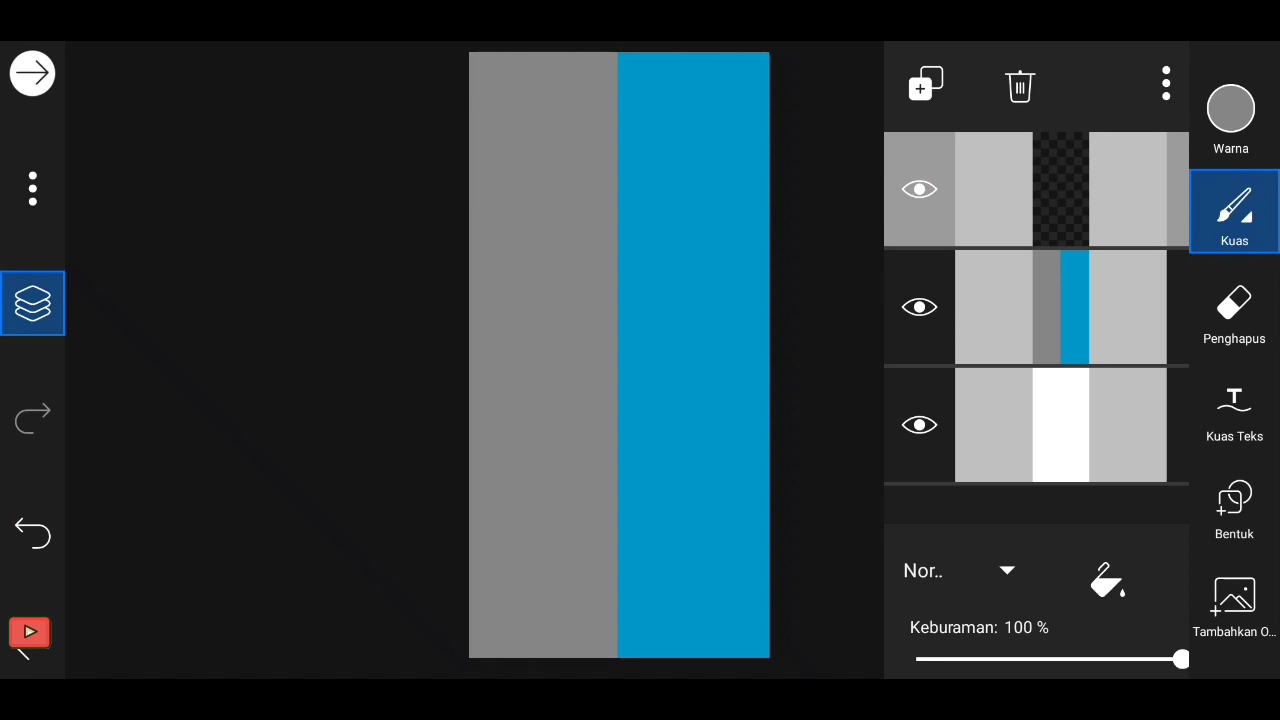 Warna
Kuas
Penghapus
Kuas Teks
Bentuk
Nor..
Keburaman: 100 %
Tambahkan O...